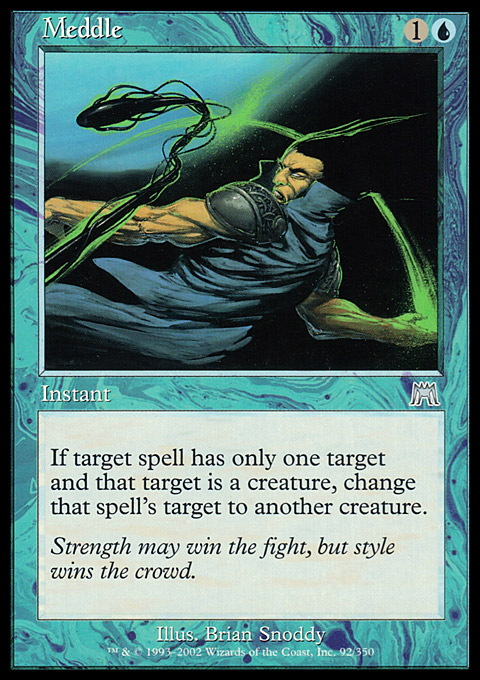 Meddle 1
Instant
If target spell has only one target
and that target is a creature, change
that spell's target to another creature.
Strength may win the fight, but style
wins the crowd.
Illus. Brian Snoddy
™ & © 1993–2002 Wizards of the Coast, Inc. 92/350